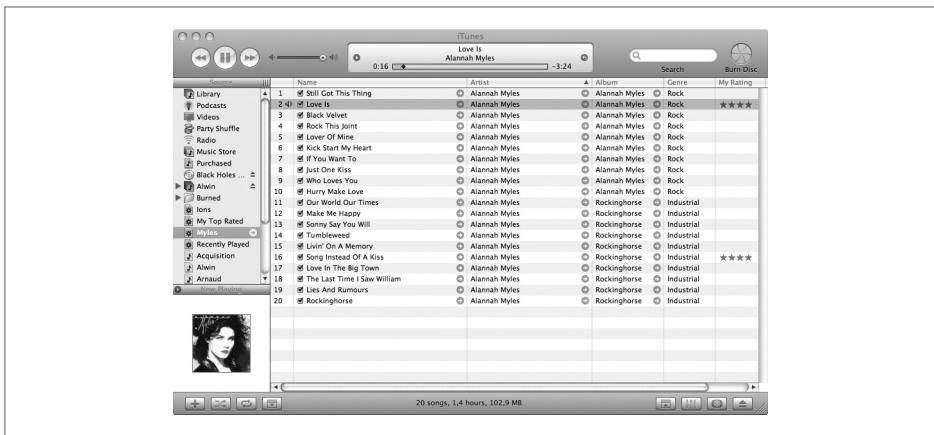 iTunes
Love Is
Alannah Myles
0:16 -3:24
Search Burn Disc
Source
Library
Podcasts
Videos
Party Shuffle
Radio
Music Store
Purchased
Black Holes ...
Alwin
Burned
Ions
My Top Rated
Myles
Recently Played
Acquisition
Alwin
Arnaud
Now Playing
Name Artist Album Genre My Rating
1 Still Got This Thing Alannah Myles Alannah Myles Rock
2 Love Is Alannah Myles Alannah Myles Rock ★★★★
3 Black Velvet Alannah Myles Alannah Myles Rock
4 Rock This Joint Alannah Myles Alannah Myles Rock
5 Lover Of Mine Alannah Myles Alannah Myles Rock
6 Kick Start My Heart Alannah Myles Alannah Myles Rock
7 If You Want To Alannah Myles Alannah Myles Rock
8 Just One Kiss Alannah Myles Alannah Myles Rock
9 Who Loves You Alannah Myles Alannah Myles Rock
10 Hurry Make Love Alannah Myles Alannah Myles Rock
11 Our World Our Times Alannah Myles Rockinghorse Industrial
12 Make Me Happy Alannah Myles Rockinghorse Industrial
13 Sonny Say You Will Alannah Myles Rockinghorse Industrial
14 Tumbleweed Alannah Myles Rockinghorse Industrial
15 Livin' On A Memory Alannah Myles Rockinghorse Industrial
16 Song Instead Of A Kiss Alannah Myles Rockinghorse Industrial ★★★★
17 Love In The Big Town Alannah Myles Rockinghorse Industrial
18 The Last Time I Saw William Alannah Myles Rockinghorse Industrial
19 Lies And Rumours Alannah Myles Rockinghorse Industrial
20 Rockinghorse Alannah Myles Rockinghorse Industrial
20 songs, 1,4 hours, 102,9 MB